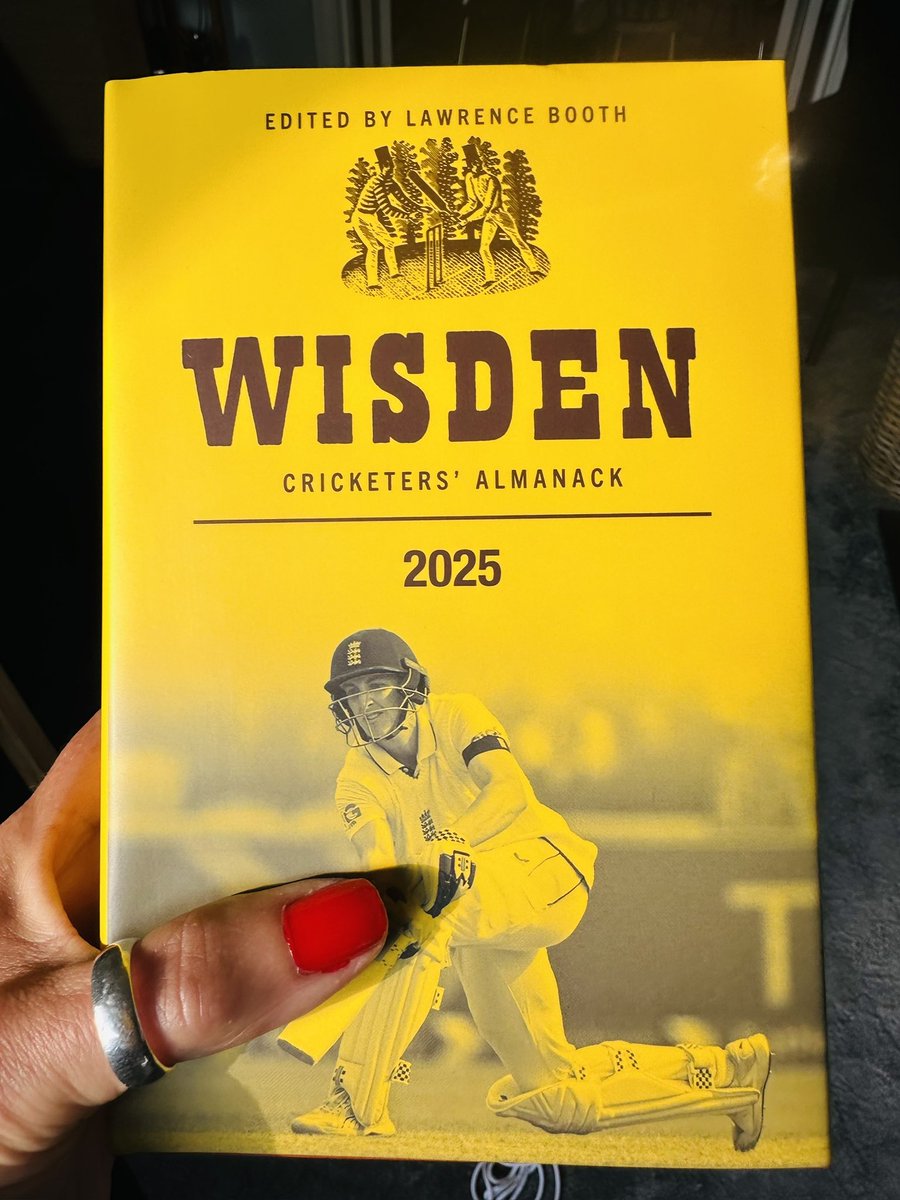 EDITED BY LAWRENCE BOOTH
WISDEN
CRICKETERS’ ALMANACK
2025